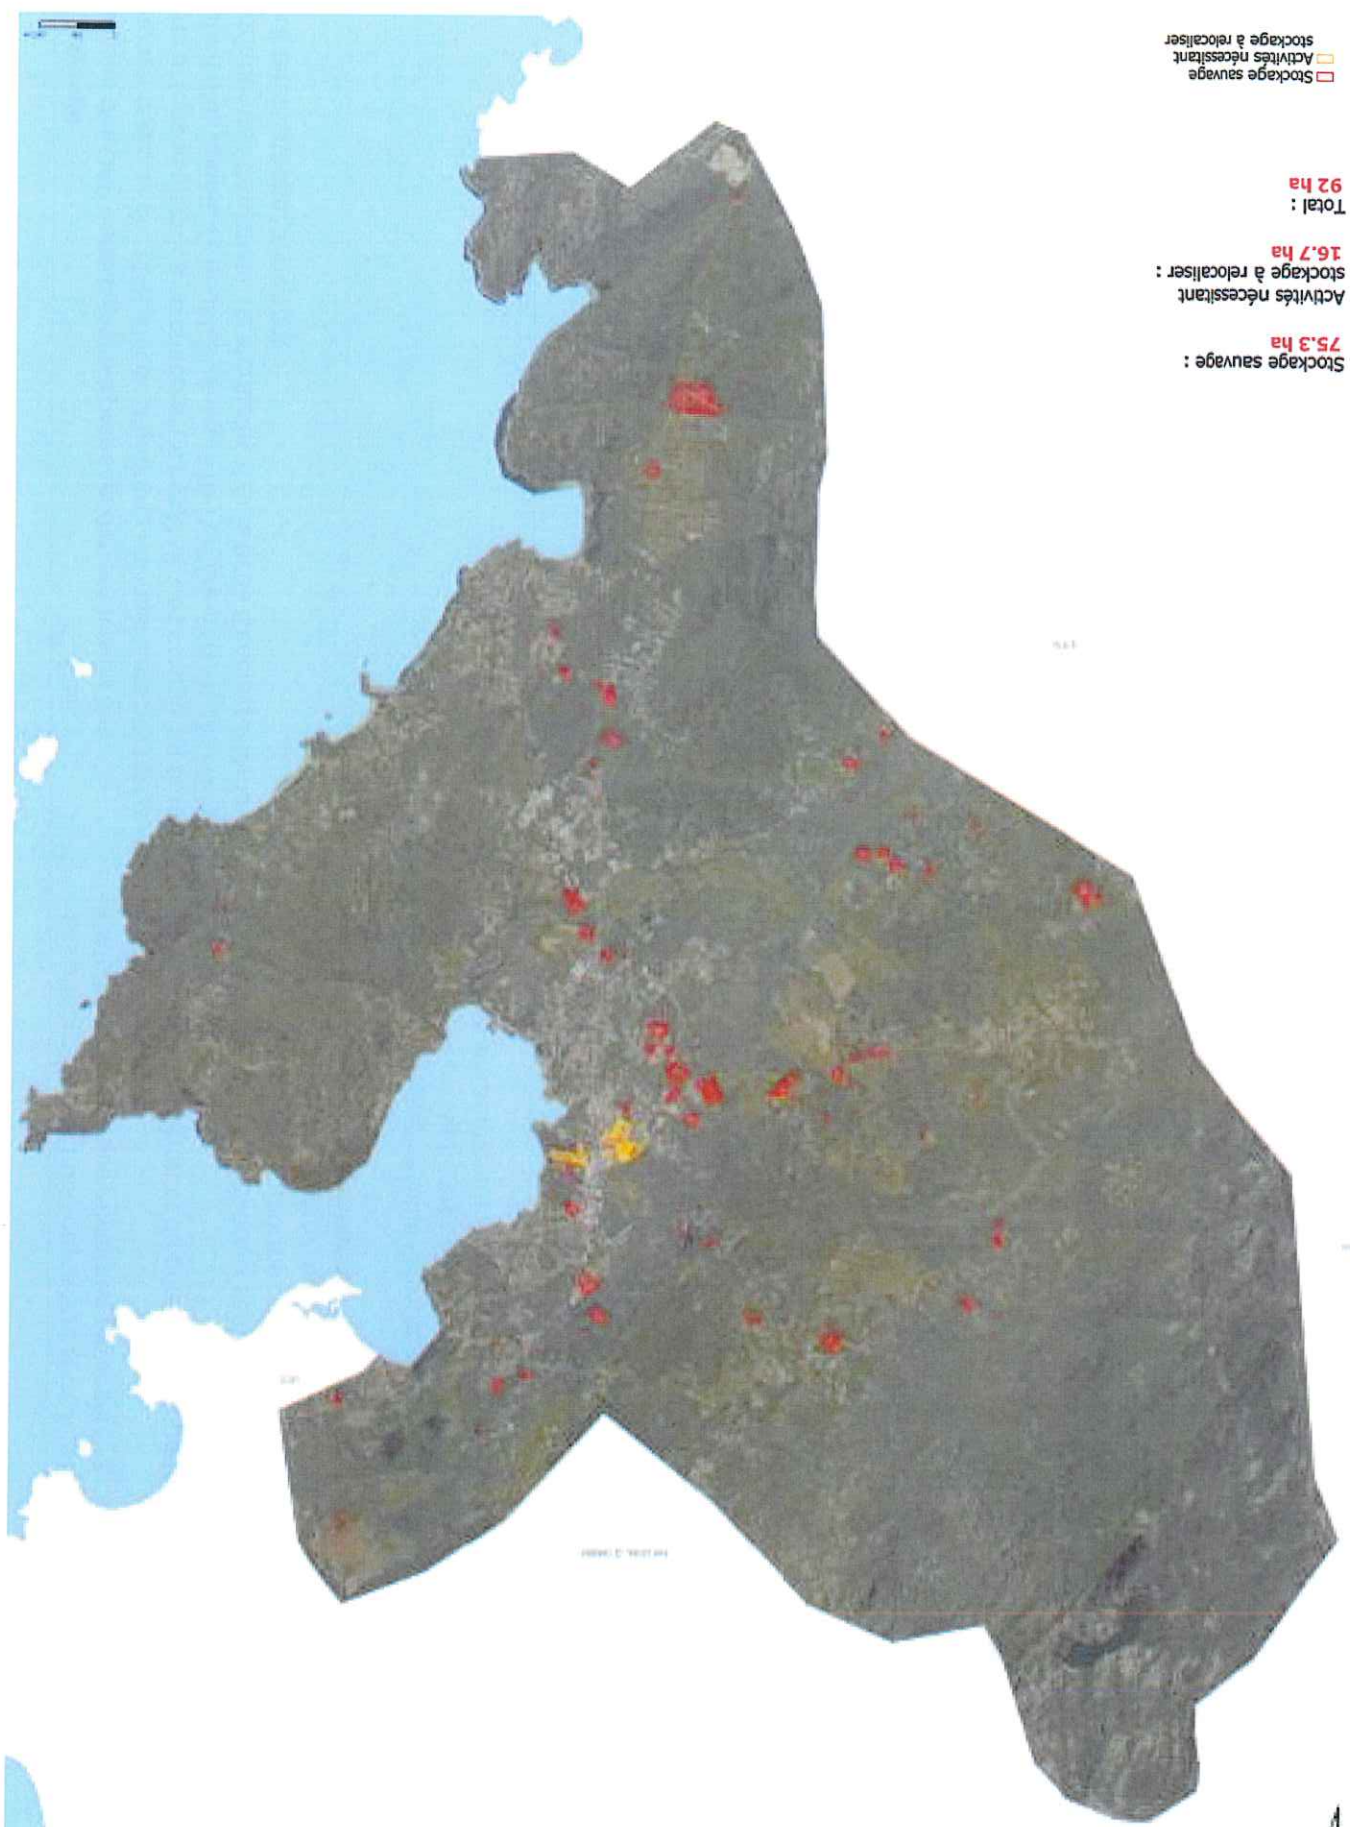 Stockage sauvage :
75.3 ha
Activités nécessitant
stockage à relocaliser :
16.7 ha
Total :
92 ha
Stockage sauvage
Activités nécessitant
stockage à relocaliser